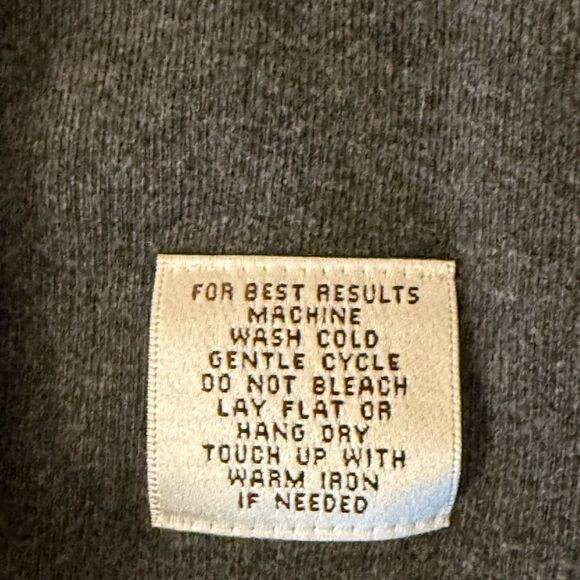 FOR BEST RESULTS
MACHINE
WASH COLD
GENTLE CYCLE
DO NOT BLEACH
LAY FLAT OR
HANG DRY
TOUCH UP WITH
WARM IRON
IF NEEDED